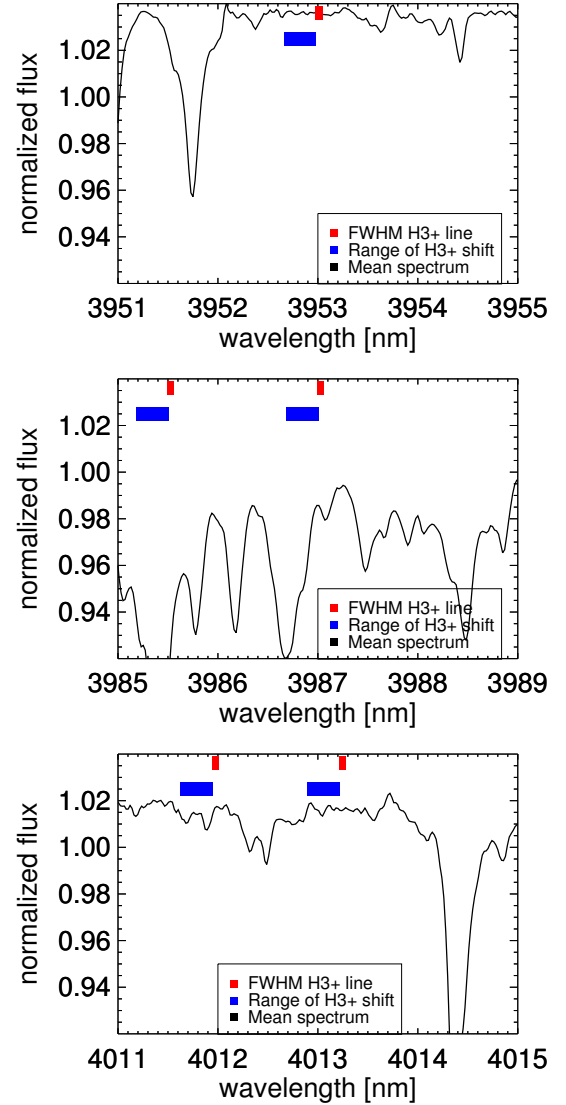 normalized flux
1.02
1.00
0.98
0.96
0.94
FWHM H3+ line
Range of H3+ shift
Mean spectrum
3951 3952 3953 3954 3955
wavelength [nm]
normalized flux
1.02
1.00
0.98
0.96
0.94
FWHM H3+ line
Range of H3+ shift
Mean spectrum
3985 3986 3987 3988 3989
wavelength [nm]
normalized flux
1.02
1.00
0.98
0.96
0.94
FWHM H3+ line
Range of H3+ shift
Mean spectrum
4011 4012 4013 4014 4015
wavelength [nm]